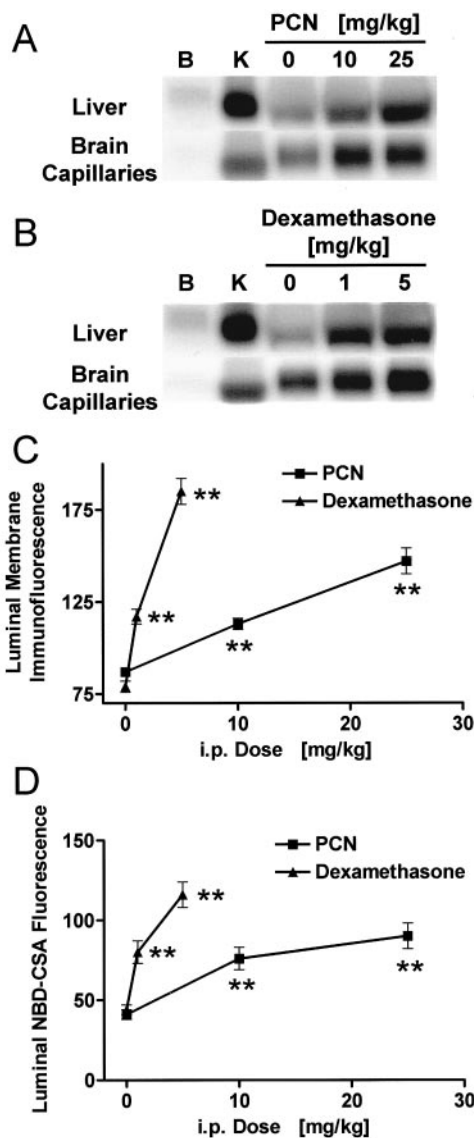 A
PCN [mg/kg]
B K 0 10 25
Liver
Brain
Capillaries
B
Dexamethasone
[mg/kg]
B K 0 1 5
Liver
Brain
Capillaries
C
PCN
Dexamethasone
Luminal Membrane
Immunofluorescence
175
125
75
**
**
**
**
0 10 20 30
i.p. Dose [mg/kg]
D
PCN
Dexamethasone
Luminal NBD-CSA Fluorescence
150
100
50
0
**
**
**
**
0 10 20 30
i.p. Dose [mg/kg]